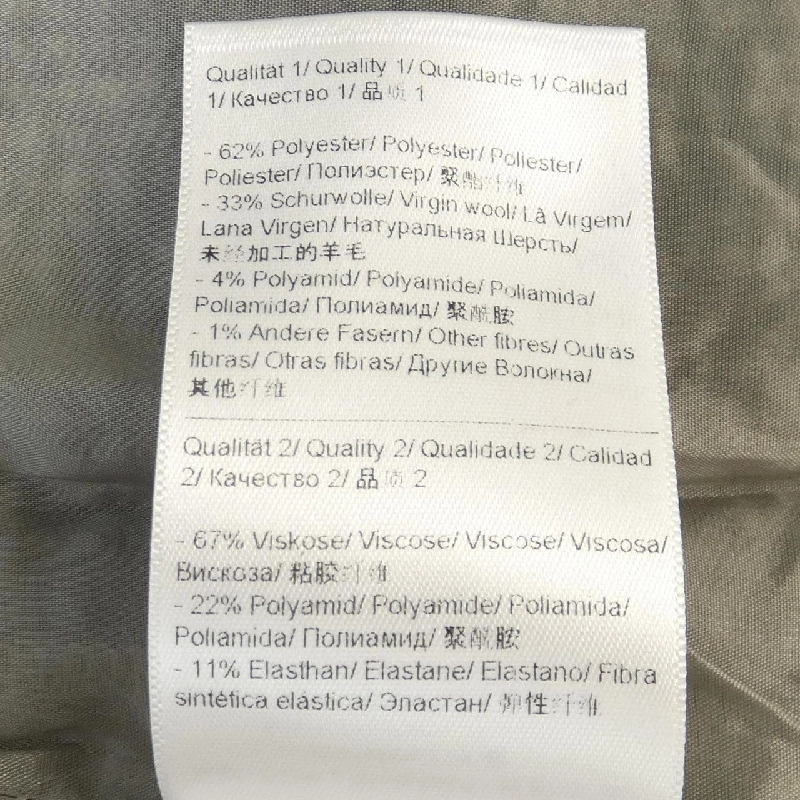 Qualität 1/ Quality 1/ Qualidade 1/ Calidad
1/ Качество 1/ 品质 1
- 62% Polyester/ Polyester/ Poliester/
Poliester/ Полиэстер/ 聚酯纤维
- 33% Schurwolle/ Virgin wool/ Lã Virgem/
Lana Virgen/ Натуральная Шерсть/
未经加工的羊毛
- 4% Polyamid/ Polyamide/ Poliamida/
Poliamida/ Полиамид/ 聚酰胺
- 1% Andere Fasern/ Other fibres/ Outras
fibras/ Otras fibras/ Другие Волокна/
其他纤维
Qualität 2/ Quality 2/ Qualidade 2/ Calidad
2/ Качество 2/ 品质 2
- 67% Viskose/ Viscose/ Viscose/ Viscosa/
Вискоза/ 粘胶纤维
- 22% Polyamid/ Polyamide/ Poliamida/
Poliamida/ Полиамид/ 聚酰胺
- 11% Elasthan/ Elastane/ Elastano/ Fibra
sintética elástica/ Эластан/ 弹性纤维